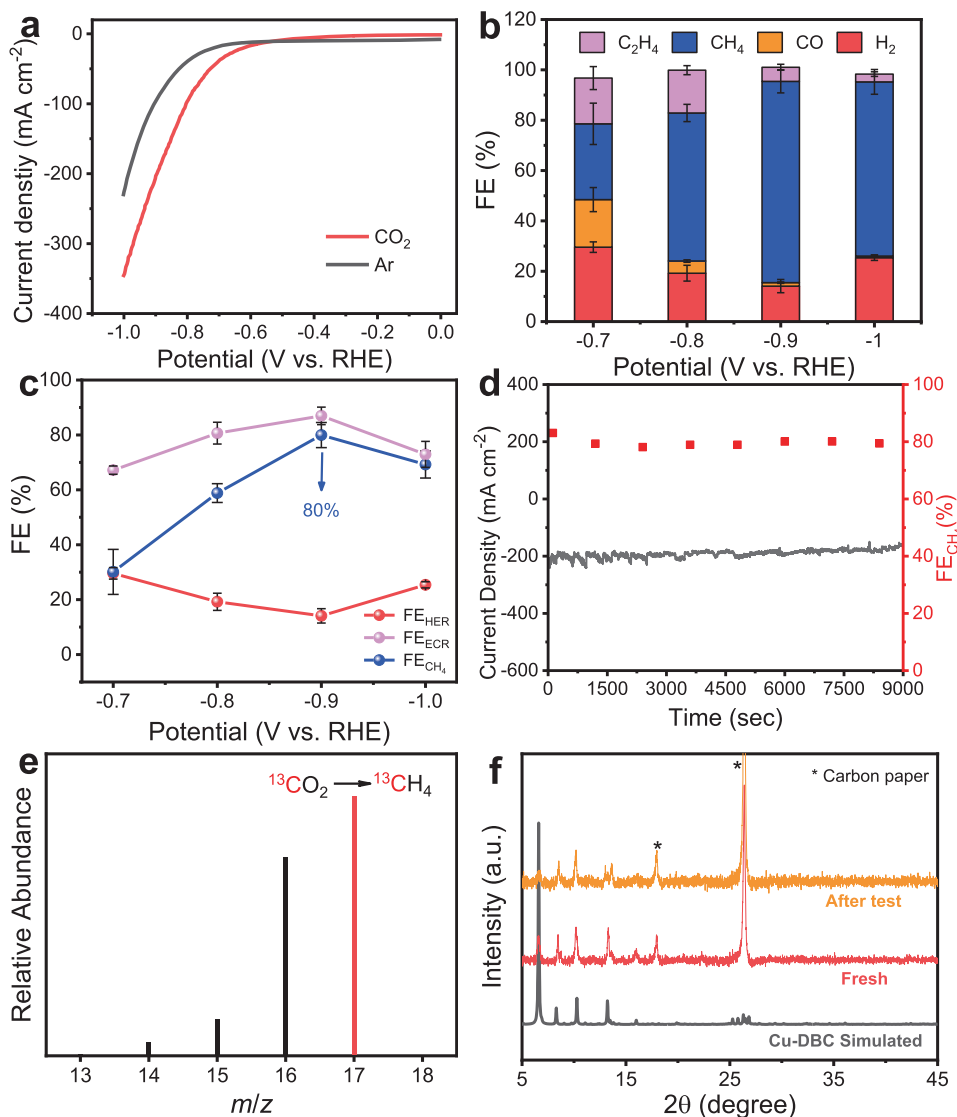 a
Current denstiy (mA cm⁻²)
0
-100
-200
-300
-400
CO₂
Ar
-1.0 -0.8 -0.6 -0.4 -0.2 0.0
Potential (V vs. RHE)
b
FE (%)
120
100
80
60
40
20
0
C₂H₄ CH₄ CO H₂
-0.7 -0.8 -0.9 -1
Potential (V vs. RHE)
c
FE (%)
100
80
60
40
20
0
80%
FE_HER
FE_ECR
FE_CH₄
-0.7 -0.8 -0.9 -1.0
Potential (V vs. RHE)
d
Current Density (mA cm⁻²)
400
200
0
-200
-400
-600
100
80
60
40
20
0
FE_CH₄(%)
0 1500 3000 4500 6000 7200 9000
Time (sec)
e
Relative Abundance
¹³CO₂ → ¹³CH₄
13 14 15 16 17 18
m/z
f
Intensity (a.u.)
* * Carbon paper
*
After test
Fresh
Cu-DBC Simulated
5 15 25 35 45
2θ (degree)